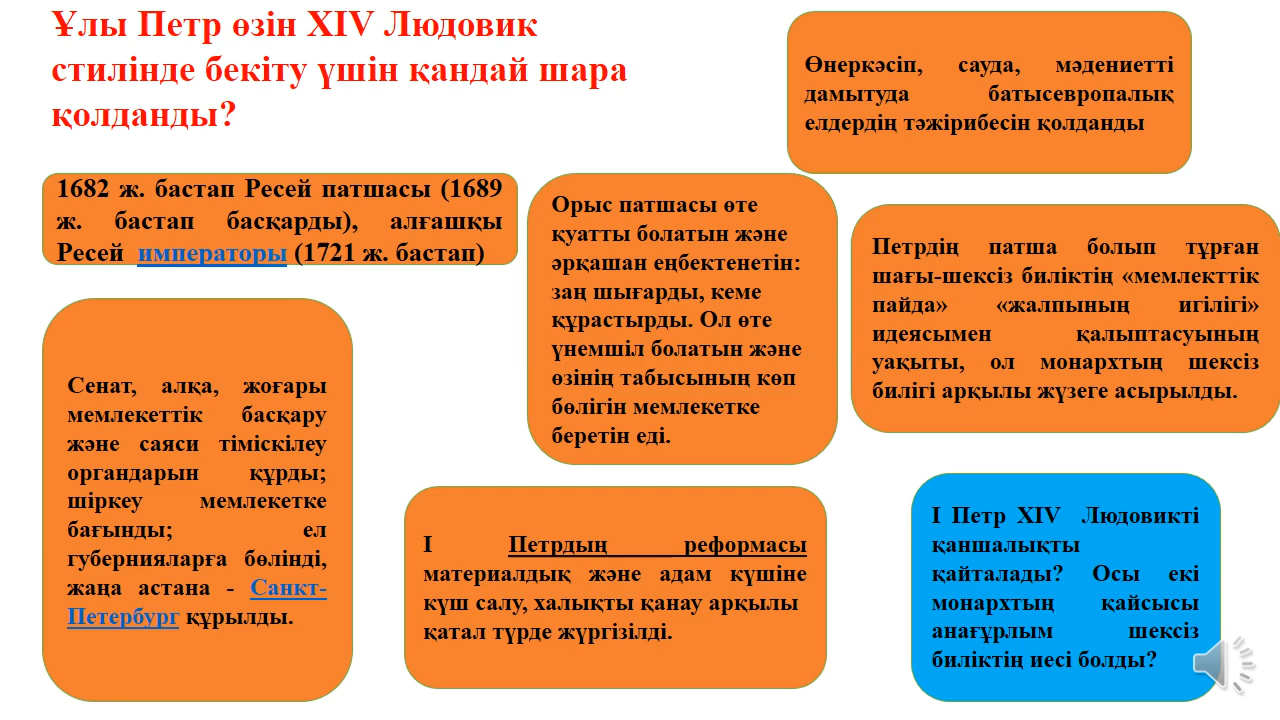 Ұлы Петр өзін XIV Людовик
стилінде бекіту үшін қандай шара
қолданды?
Өнеркәсіп, сауда, мәдениетті
дамытуда батысевропалық
елдердің тәжірибесін қолданды
1682 ж. бастап Ресей патшасы (1689
ж. бастап басқарды), алғашқы
Ресей императоры (1721 ж. бастап)
Орыс патшасы өте
қуатты болатын және
әрқашан еңбектенетін:
заң шығарды, кеме
құрастырды. Ол өте
үнемшіл болатын және
өзінің табысының көп
бөлігін мемлекетке
беретін еді.
Петрдің патша болып тұрған
шағы-шексіз биліктің «мемлекттік
пайда» «жалпының игілігі»
идеясымен қалыптасуының
уақыты, ол монархтың шексіз
билігі арқылы жүзеге асырылды.
Сенат, алқа, жоғары
мемлекеттік басқару
және саяси тіміскілеу
органдарын құрды;
шіркеу мемлекетке
бағынды; ел
губернияларға бөлінді,
жаңа астана - Санкт-
Петербург құрылды.
I Петрдың реформасы
материалдық және адам күшіне
күш салу, халықты қанау арқылы
қатал түрде жүргізілді.
I Петр XIV Людовикті
қаншалықты
қайталады? Осы екі
монархтың қайсысы
анағұрлым шексіз
биліктің иесі болды?